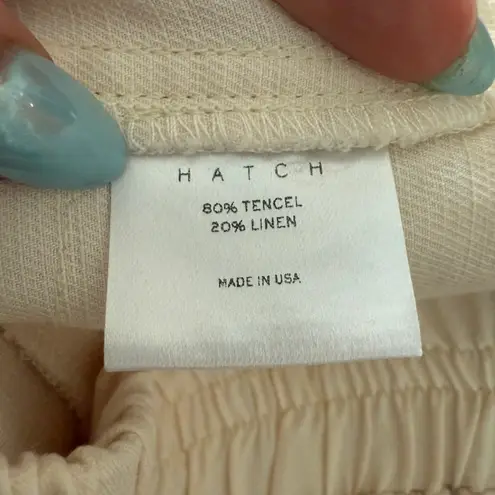 HATCH
80% TENCEL
20% LINEN
MADE IN USA